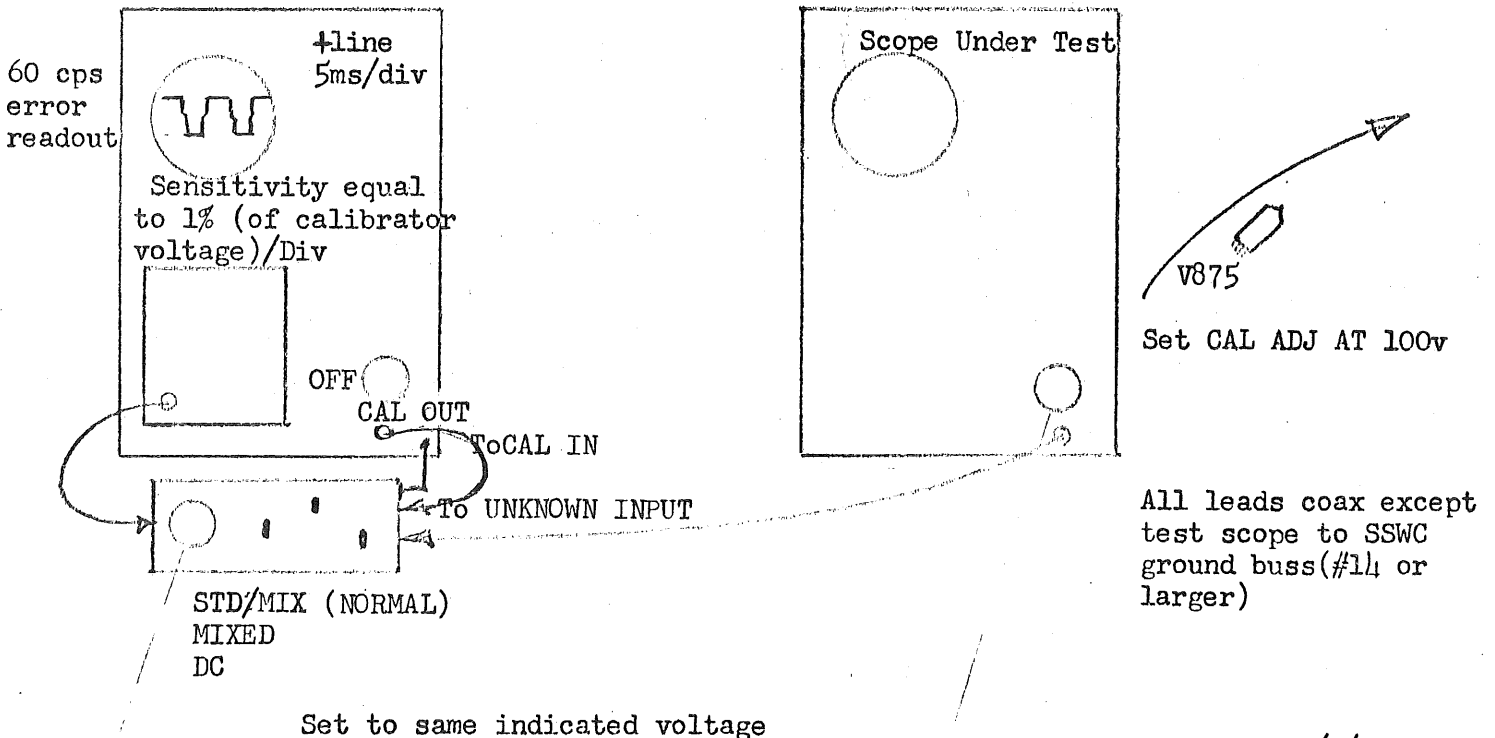 +line
5ms/div
60 cps
error
readout
Sensitivity equal
to 1% (of calibrator
voltage)/Div
OFF
CAL OUT
ToCAL IN
To UNKNOWN INPUT
STD/MIX (NORMAL)
MIXED
DC
Set to same indicated voltage
Scope Under Test
V875
Set CAL ADJ AT 100v
All leads coax except
test scope to SSWC
ground buss(#14 or
larger)